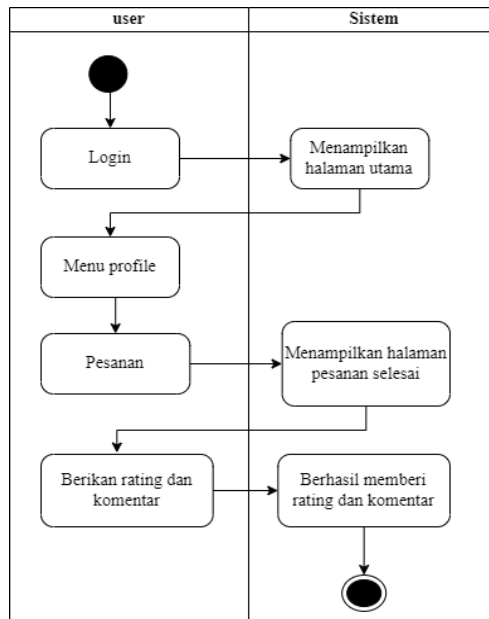 user
Sistem
Login
Menampilkan
halaman utama
Menu profile
Pesanan
Menampilkan halaman
pesanan selesai
Berikan rating dan
komentar
Berhasil memberi
rating dan komentar